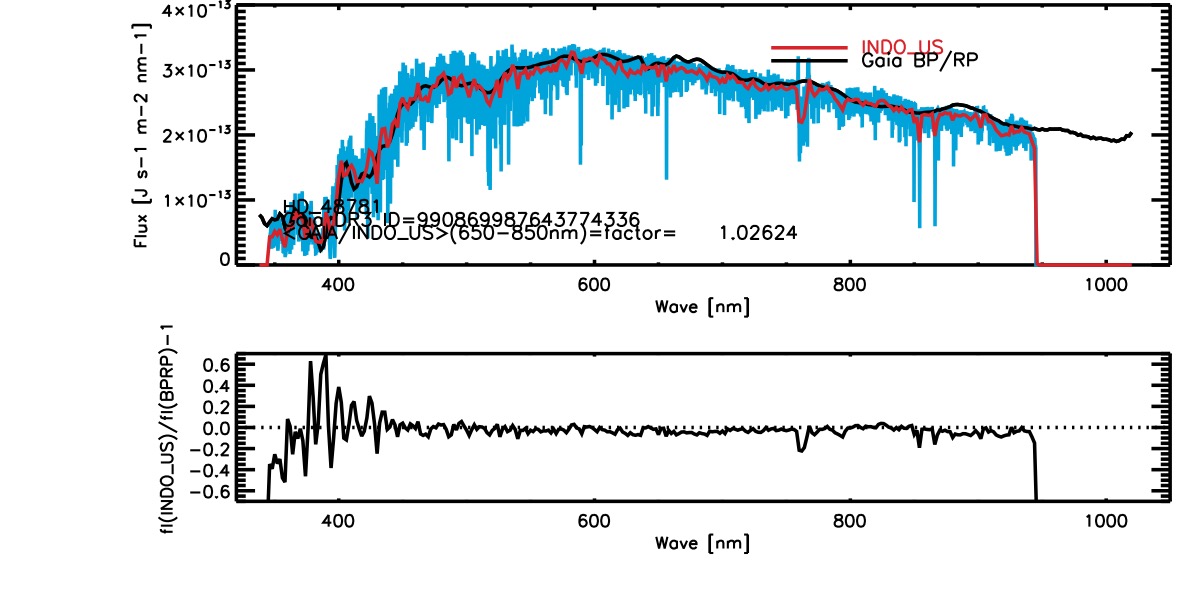 4×10−13
3×10−13
2×10−13
1×10−13
0
Flux [J s−1 m−2 nm−1]
INDO_US
Gaia BP/RP
HD_48781
Gaia DR3 ID=990869987643774336
<GAIA/INDO_US>(650−850nm)=factor= 1.02624
400 600 800 1000
Wave [nm]
fl(INDO_US)/fl(BPRP)−1
0.6
0.4
0.2
0.0
−0.2
−0.4
−0.6
400 600 800 1000
Wave [nm]